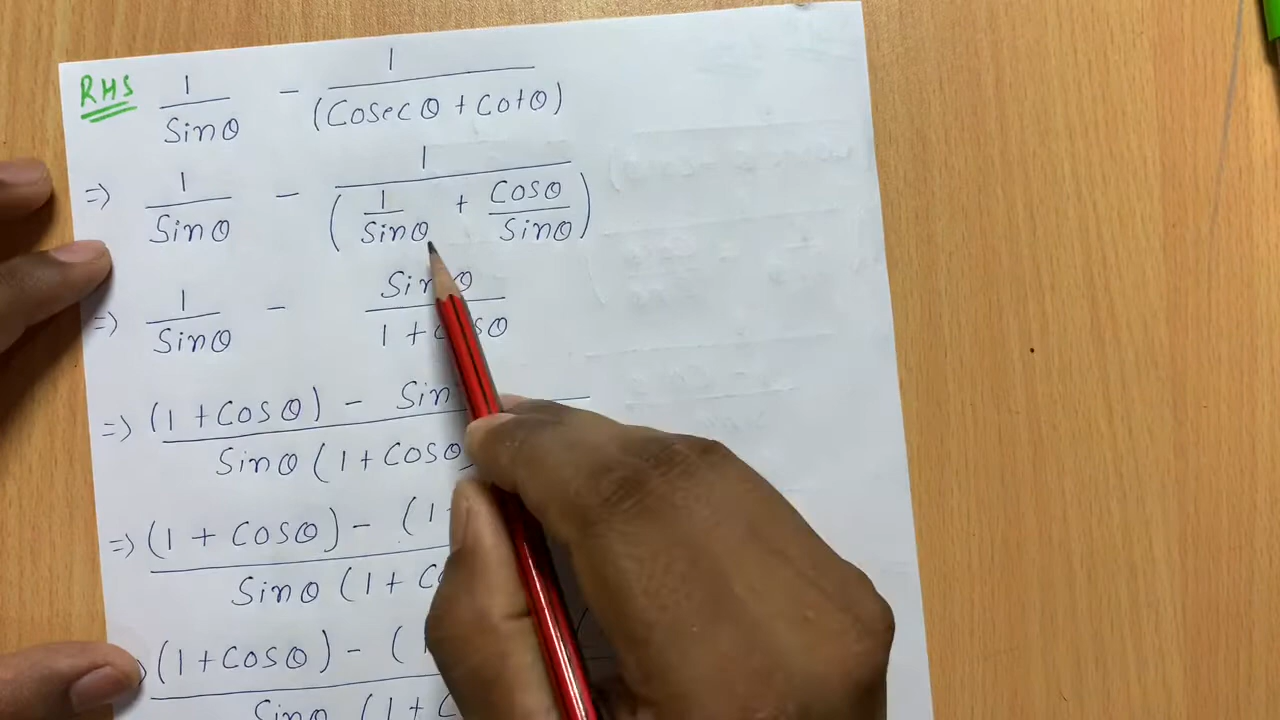 RHS 1/Sinθ - 1/(Cosecθ + Cotθ)
=> 1/Sinθ - 1/(1/Sinθ + Cosθ/Sinθ)
=> 1/Sinθ - Sinθ/1 + Cosθ
=> (1 + Cosθ) - Sin/Sinθ (1 + Cosθ
=> (1 + Cosθ) - (1/Sinθ (1 + C
(1 + Cosθ) - (1/Sinθ (1 + C